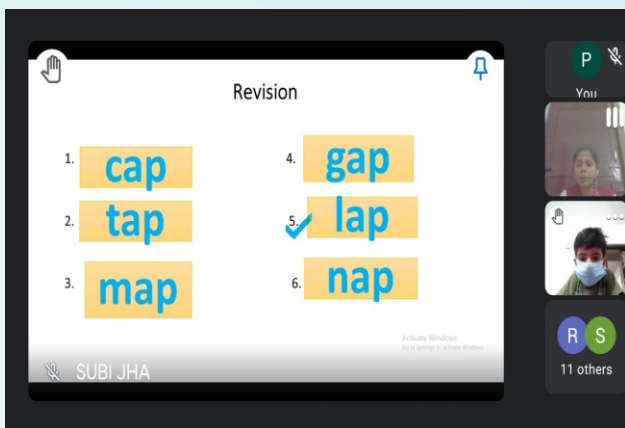 Revision
1. cap
2. tap
3. map
4. gap
5. lap
6. nap
Activate Windows
Go to Settings to activate Windows.
SUBI JHA
P
You
R S
11 others